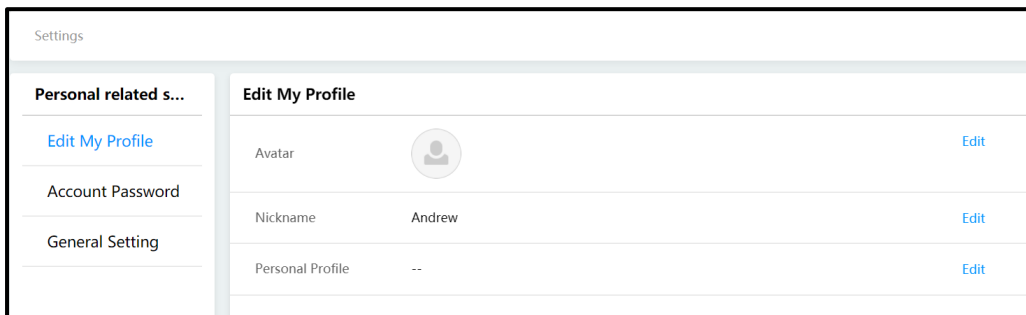 Settings
Personal related s...
Edit My Profile
Account Password
General Setting
Edit My Profile
Avatar Edit
Nickname Andrew Edit
Personal Profile -- Edit